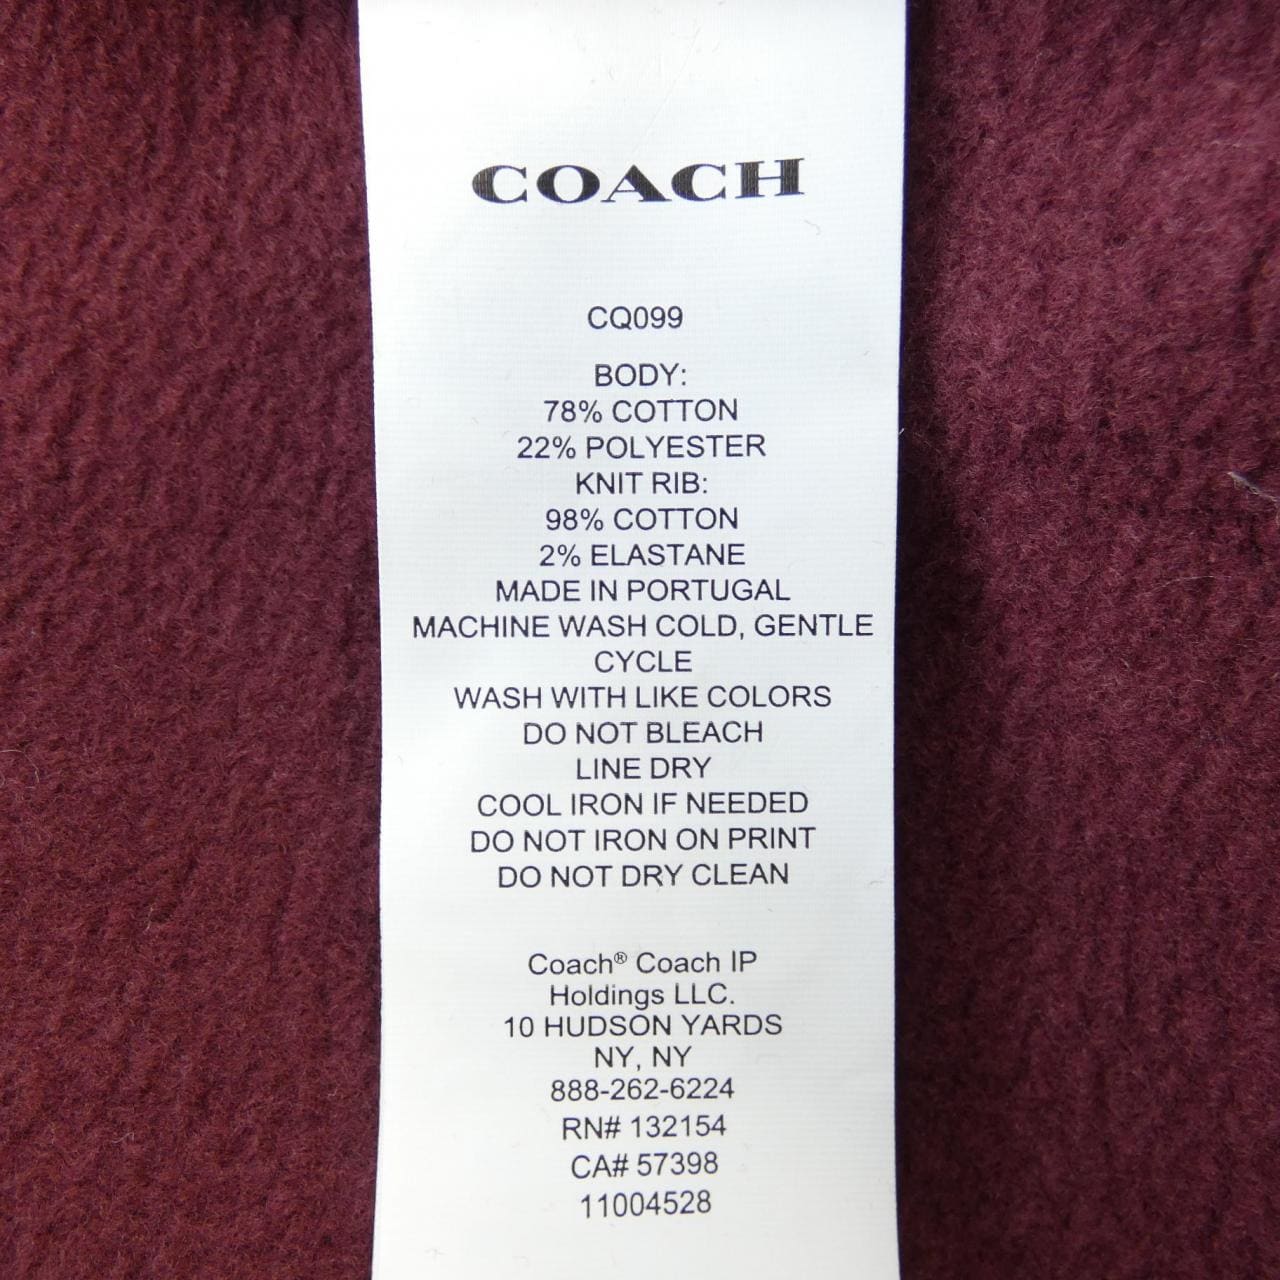 COACH
CQ099
BODY:
78% COTTON
22% POLYESTER
KNIT RIB:
98% COTTON
2% ELASTANE
MADE IN PORTUGAL
MACHINE WASH COLD, GENTLE
CYCLE
WASH WITH LIKE COLORS
DO NOT BLEACH
LINE DRY
COOL IRON IF NEEDED
DO NOT IRON ON PRINT
DO NOT DRY CLEAN
Coach® Coach IP
Holdings LLC.
10 HUDSON YARDS
NY, NY
888-262-6224
RN# 132154
CA# 57398
11004528